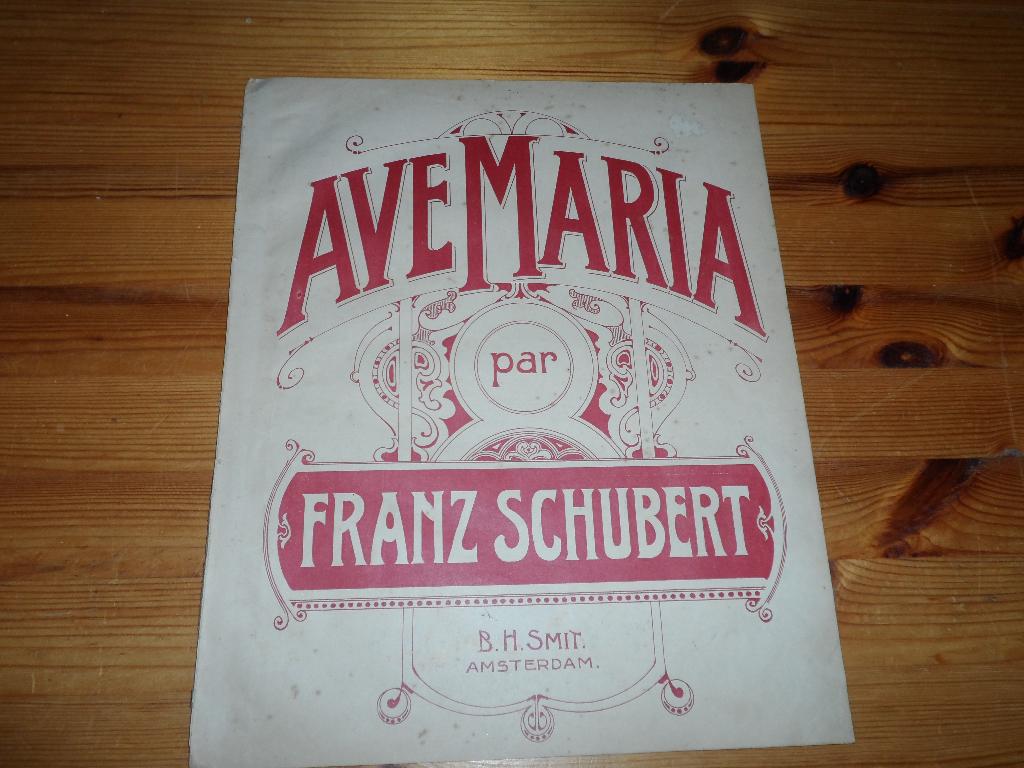 AVE MARIA
par
FRANZ SCHUBERT
B. H. SMIT.
AMSTERDAM.